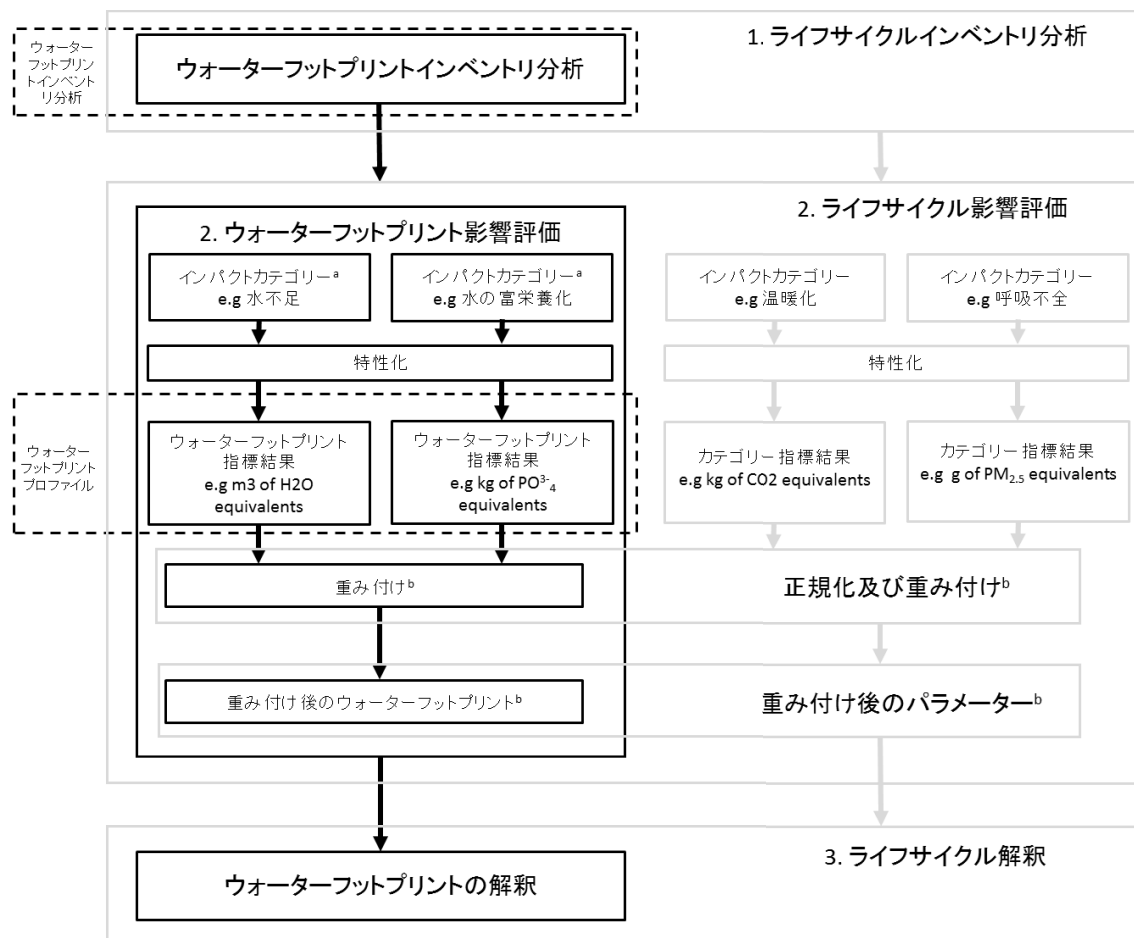 1. ライフサイクルインベントリ分析
ウォーター
フットプリン
トインベント
リ分析
ウォーターフットプリントインベントリ分析
2. ライフサイクル影響評価
2. ウォーターフットプリント影響評価
インパクトカテゴリーᵃ
e.g 水不足
インパクトカテゴリーᵃ
e.g 水の富栄養化
インパクトカテゴリー
e.g 温暖化
インパクトカテゴリー
e.g 呼吸不全
特性化
特性化
ウォーター
フットプリント
プロファイル
ウォーターフットプリント
指標結果
e.g m3 of H2O
equivalents
ウォーターフットプリント
指標結果
e.g kg of PO³⁻₄
equivalents
カテゴリー指標結果
e.g kg of CO2 equivalents
カテゴリー指標結果
e.g g of PM₂.₅ equivalents
重み付けᵇ
正規化及び重み付けᵇ
重み付け後のウォーターフットプリントᵇ
重み付け後のパラメーターᵇ
3. ライフサイクル解釈
ウォーターフットプリントの解釈